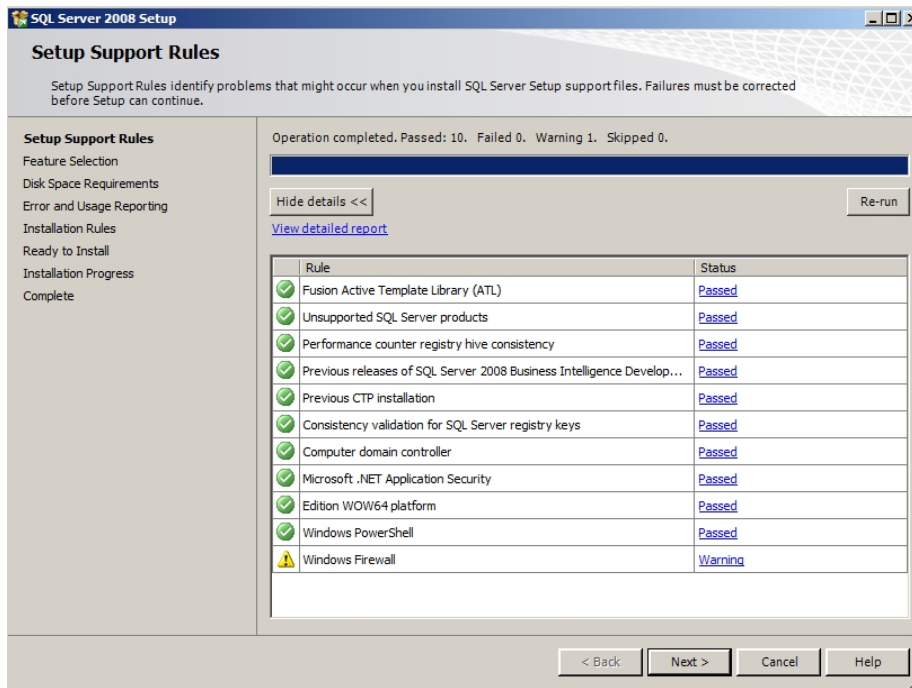 SQL Server 2008 Setup
Setup Support Rules
Setup Support Rules identify problems that might occur when you install SQL Server Setup support files. Failures must be corrected
before Setup can continue.
Setup Support Rules
Feature Selection
Disk Space Requirements
Error and Usage Reporting
Installation Rules
Ready to Install
Installation Progress
Complete
Operation completed. Passed: 10. Failed 0. Warning 1. Skipped 0.
Hide details <<
Re-run
View detailed report
Rule Status
Fusion Active Template Library (ATL) Passed
Unsupported SQL Server products Passed
Performance counter registry hive consistency Passed
Previous releases of SQL Server 2008 Business Intelligence Develop... Passed
Previous CTP installation Passed
Consistency validation for SQL Server registry keys Passed
Computer domain controller Passed
Microsoft .NET Application Security Passed
Edition WOW64 platform Passed
Windows PowerShell Passed
Windows Firewall Warning
< Back Next > Cancel Help